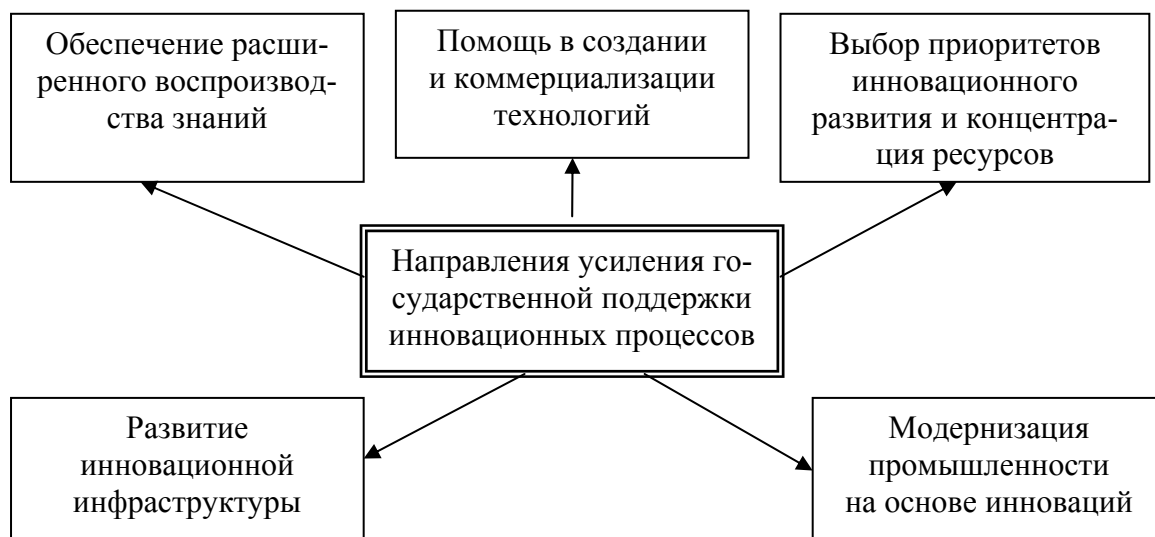 Обеспечение расши-
ренного воспроизвод-
ства знаний
Помощь в создании
и коммерциализации
технологий
Выбор приоритетов
инновационного
развития и концентра-
ция ресурсов
Направления усиления го-
сударственной поддержки
инновационных процессов
Развитие
инновационной
инфраструктуры
Модернизация
промышленности
на основе инноваций